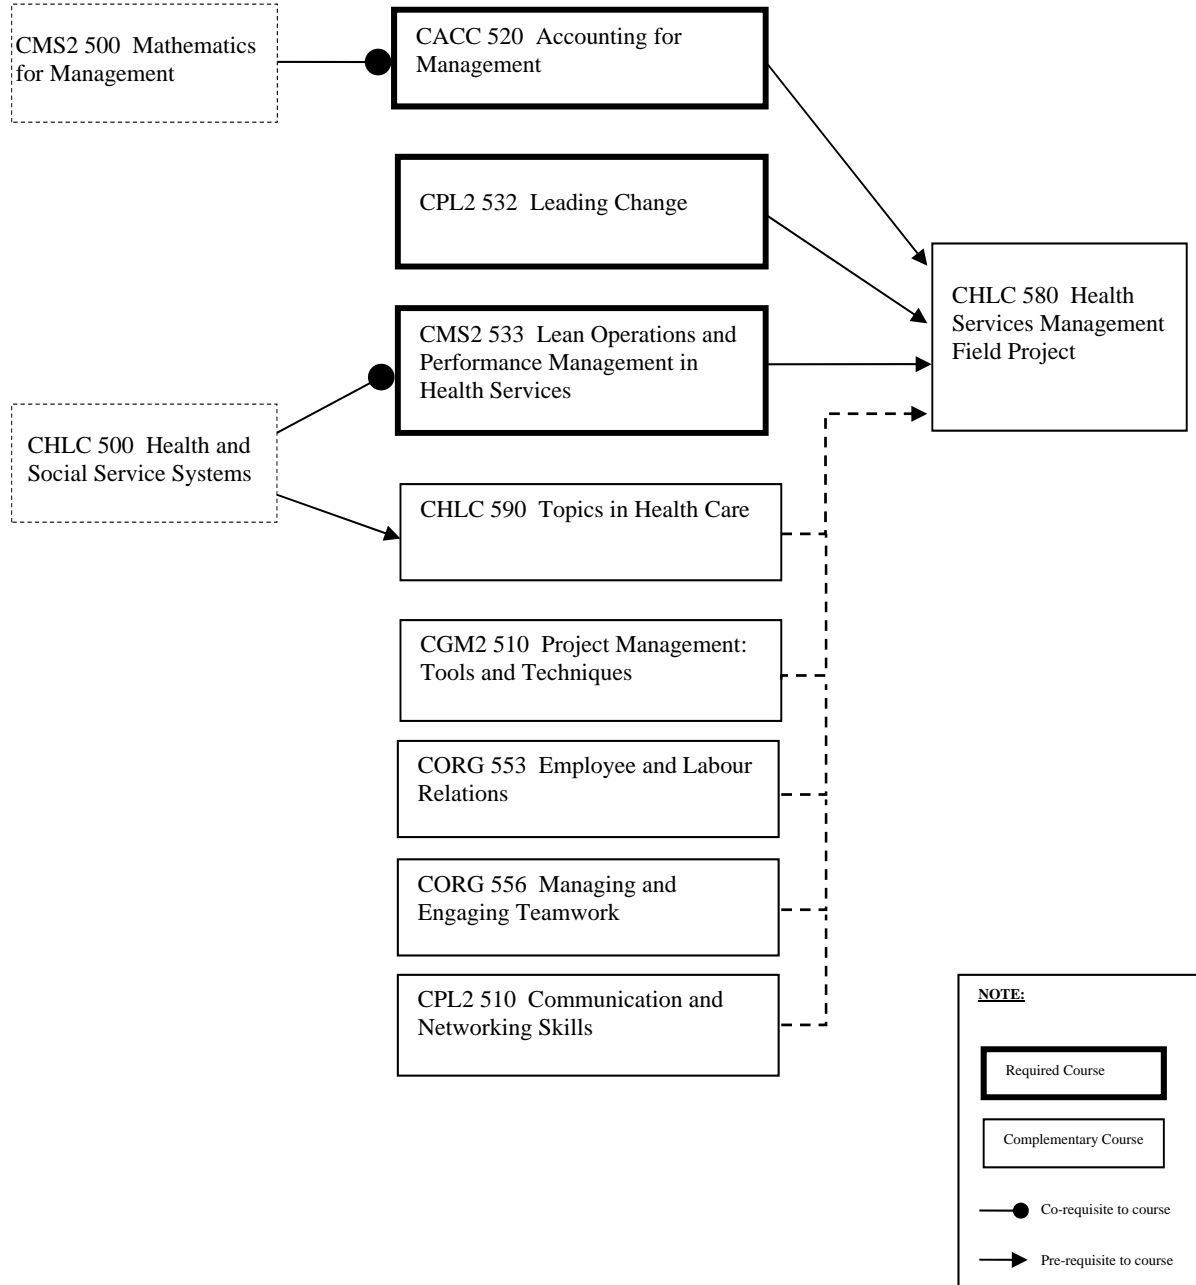 CMS2 500 Mathematics
for Management
CACC 520 Accounting for
Management
CPL2 532 Leading Change
CMS2 533 Lean Operations and
Performance Management in
Health Services
CHLC 580 Health
Services Management
Field Project
CHLC 500 Health and
Social Service Systems
CHLC 590 Topics in Health Care
CGM2 510 Project Management:
Tools and Techniques
CORG 553 Employee and Labour
Relations
CORG 556 Managing and
Engaging Teamwork
CPL2 510 Communication and
Networking Skills
NOTE:
Required Course
Complementary Course
Co-requisite to course
Pre-requisite to course